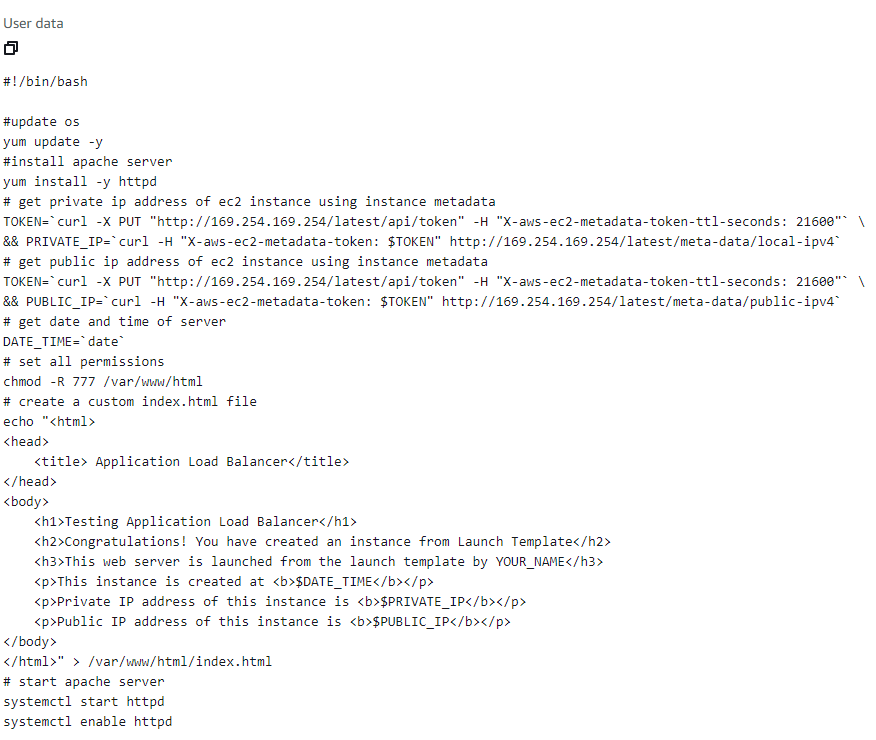 User data
#!/bin/bash
#update os
yum update -y
#install apache server
yum install -y httpd
# get private ip address of ec2 instance using instance metadata
TOKEN=`curl -X PUT "http://169.254.169.254/latest/api/token" -H "X-aws-ec2-metadata-token-ttl-seconds: 21600"` \
&& PRIVATE_IP=`curl -H "X-aws-ec2-metadata-token: $TOKEN" http://169.254.169.254/latest/meta-data/local-ipv4`
# get public ip address of ec2 instance using instance metadata
TOKEN=`curl -X PUT "http://169.254.169.254/latest/api/token" -H "X-aws-ec2-metadata-token-ttl-seconds: 21600"` \
&& PUBLIC_IP=`curl -H "X-aws-ec2-metadata-token: $TOKEN" http://169.254.169.254/latest/meta-data/public-ipv4`
# get date and time of server
DATE_TIME=`date`
# set all permissions
chmod -R 777 /var/www/html
# create a custom index.html file
echo "<html>
<head>
    <title> Application Load Balancer</title>
</head>
<body>
    <h1>Testing Application Load Balancer</h1>
    <h2>Congratulations! You have created an instance from Launch Template</h2>
    <h3>This web server is launched from the launch template by YOUR_NAME</h3>
    <p>This instance is created at <b>$DATE_TIME</b></p>
    <p>Private IP address of this instance is <b>$PRIVATE_IP</b></p>
    <p>Public IP address of this instance is <b>$PUBLIC_IP</b></p>
</body>
</html>" > /var/www/html/index.html
# start apache server
systemctl start httpd
systemctl enable httpd